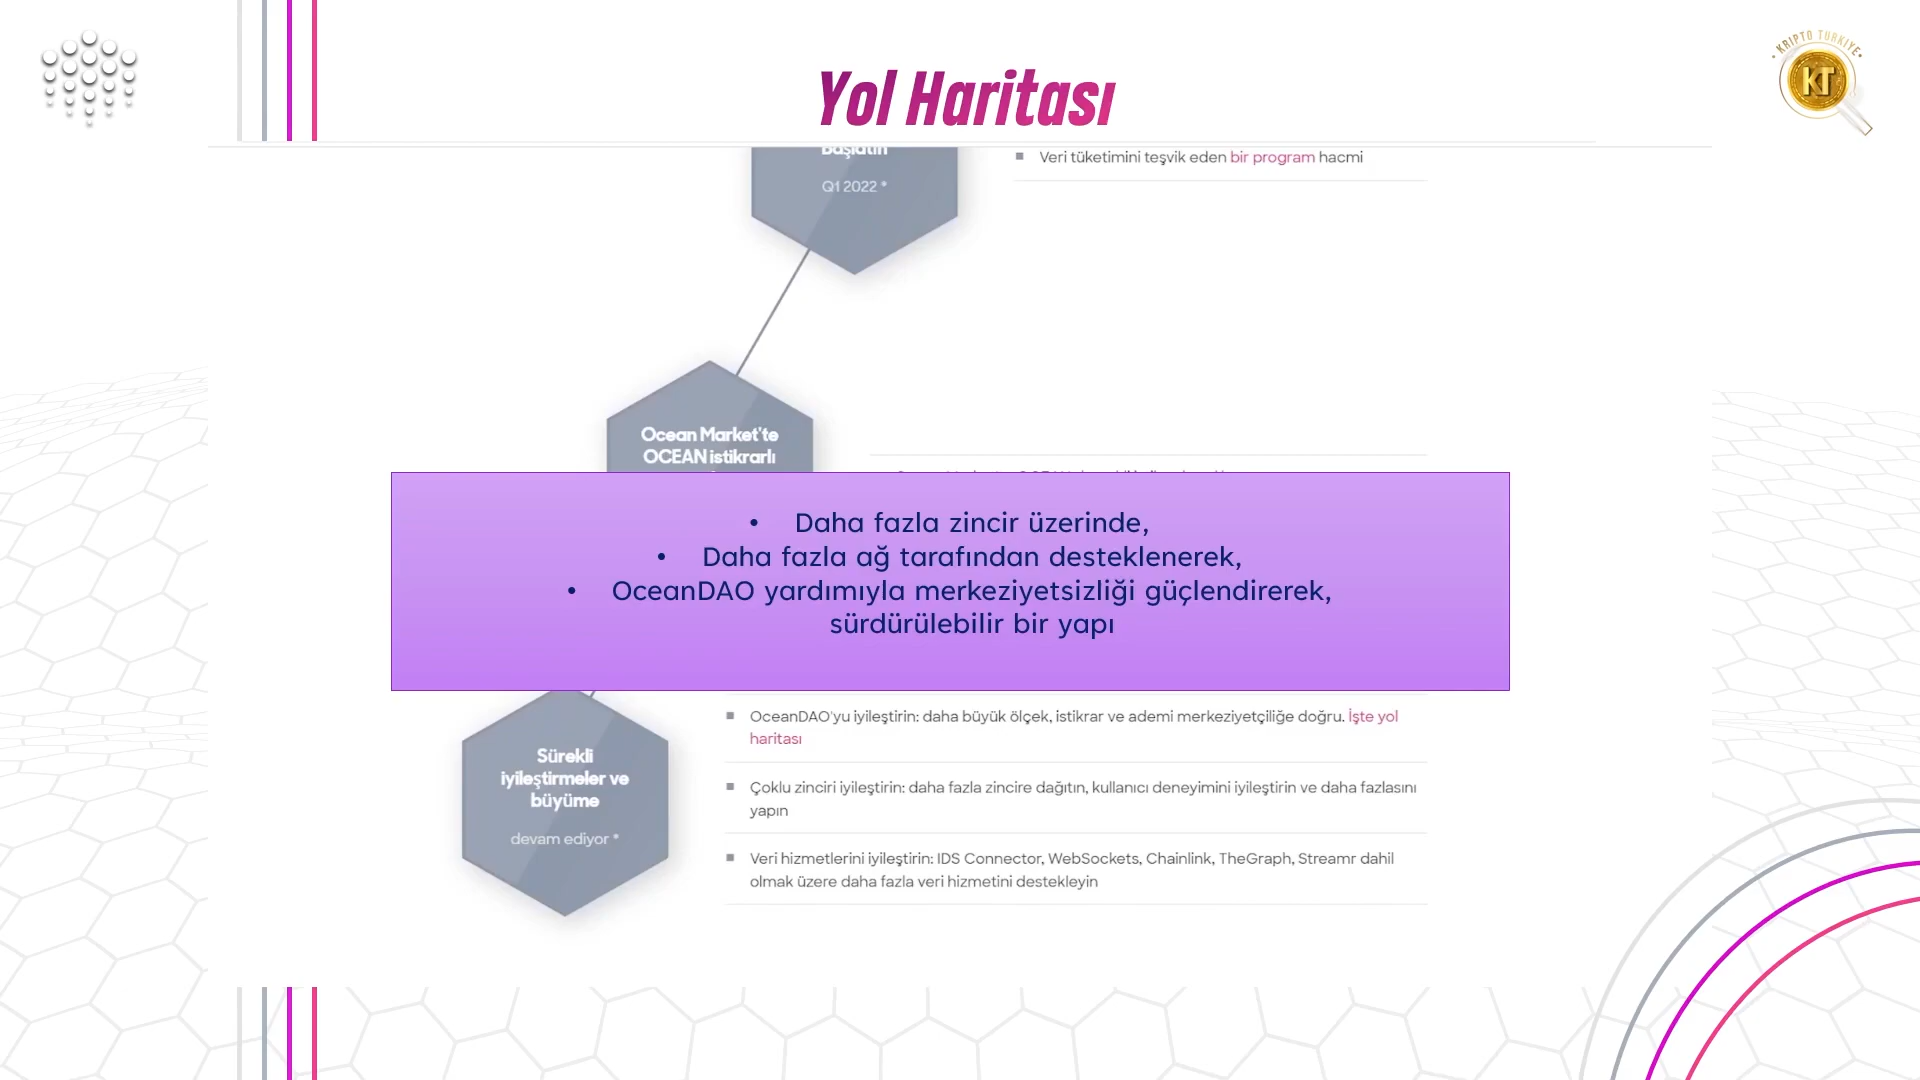 KRIPTO TURKIYE
KT
Yol Haritası
Q1 2022 *
Veri tüketimini teşvik eden bir program hacmi
Ocean Market'te
OCEAN istikrarlı
• Daha fazla zincir üzerinde,
• Daha fazla ağ tarafından desteklenerek,
• OceanDAO yardımıyla merkeziyetsizliği güçlendirerek,
sürdürülebilir bir yapı
Sürekli
iyileştirmeler ve
büyüme
devam ediyor *
OceanDAO'yu iyileştirin: daha büyük ölçek, istikrar ve ademi merkeziyetçiliğe doğru. İşte yol
haritası
Çoklu zinciri iyileştirin: daha fazla zincire dağıtın, kullanıcı deneyimini iyileştirin ve daha fazlasını
yapın
Veri hizmetlerini iyileştirin: IDS Connector, WebSockets, Chainlink, TheGraph, Streamr dahil
olmak üzere daha fazla veri hizmetini destekleyin